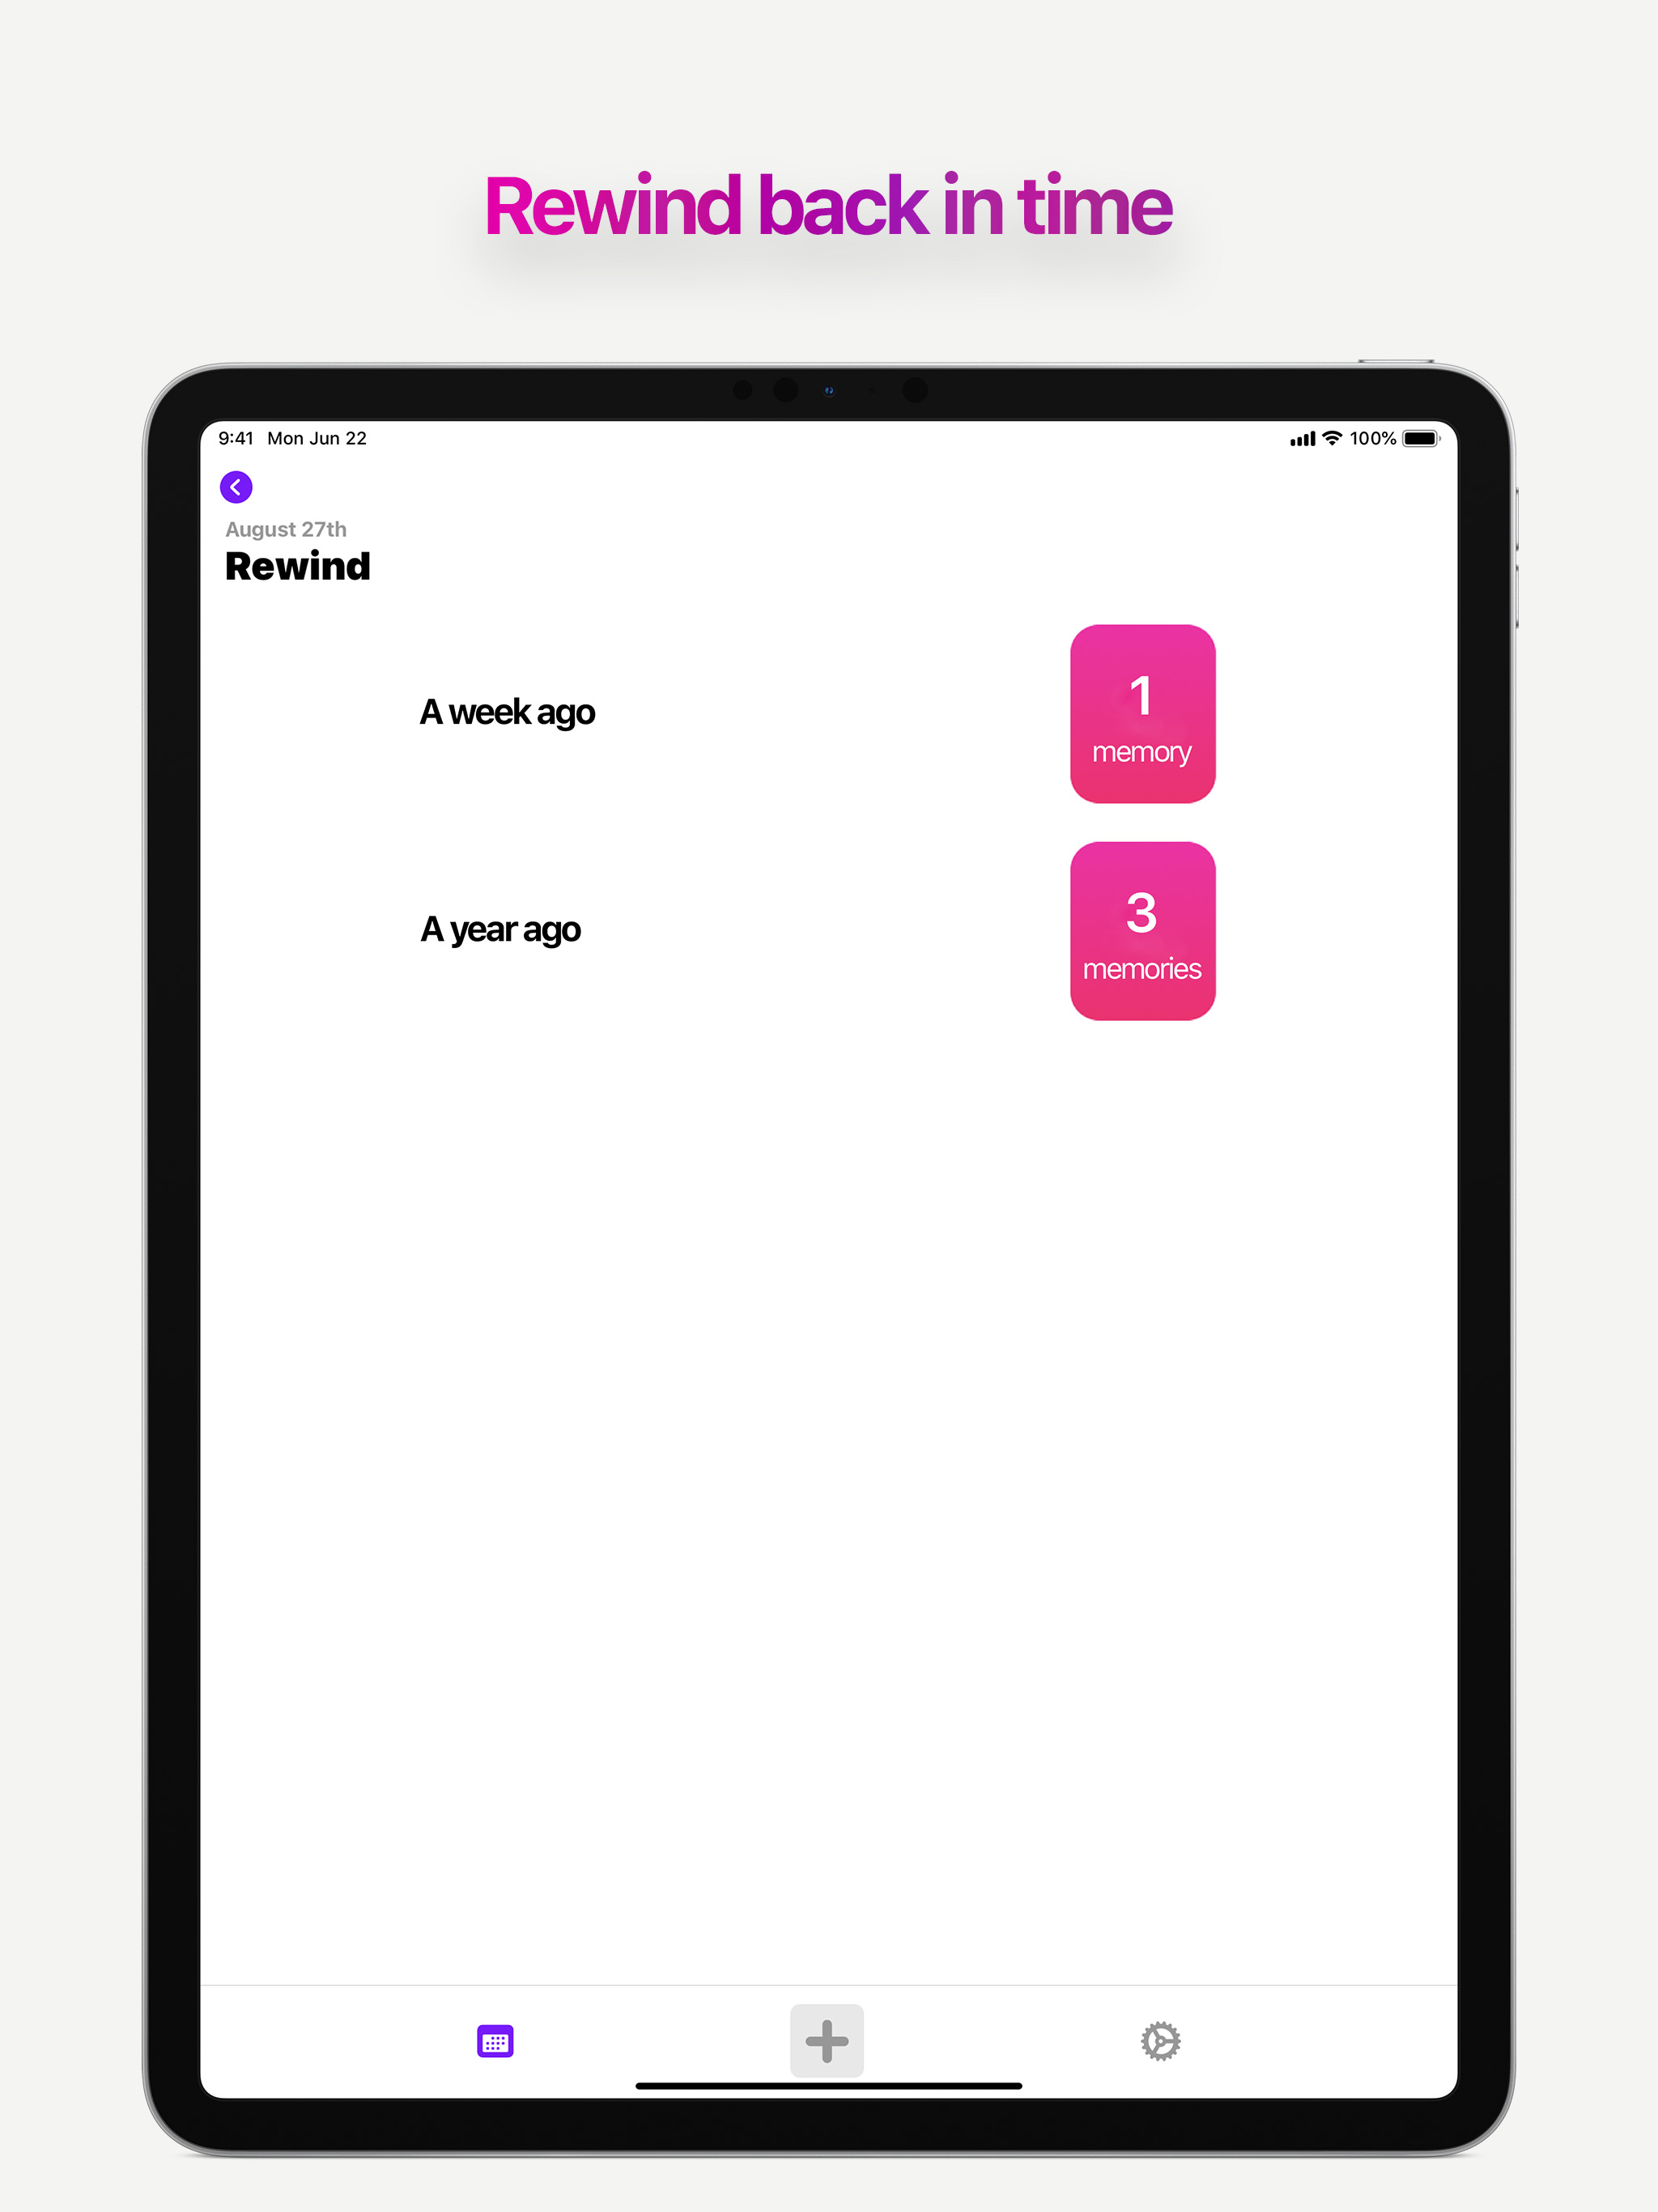 Rewind back in time
9:41 Mon Jun 22
100%
August 27th
Rewind
A week ago
1
memory
A year ago
3
memories